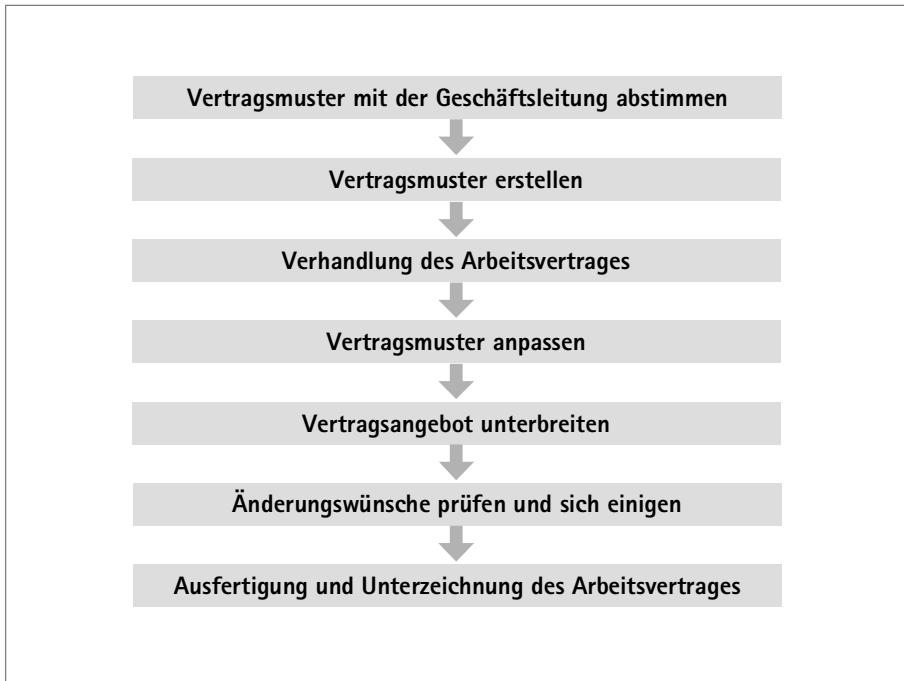 Vertragsmuster mit der Geschäftsleitung abstimmen
Vertragsmuster erstellen
Verhandlung des Arbeitsvertrages
Vertragsmuster anpassen
Vertragsangebot unterbreiten
Änderungswünsche prüfen und sich einigen
Ausfertigung und Unterzeichnung des Arbeitsvertrages